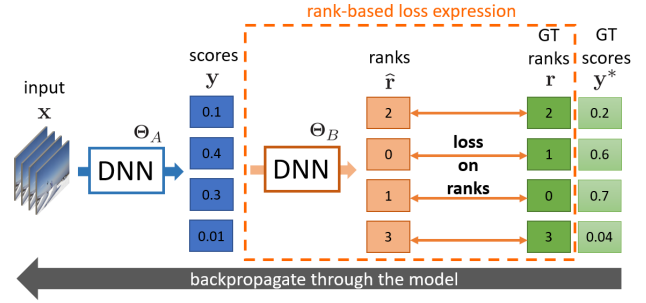 rank-based loss expression
input
x
Θ_A
DNN
scores
y
0.1
0.4
0.3
0.01
Θ_B
DNN
ranks
r̂
2
0
1
3
loss
on
ranks
GT
ranks
r
2
1
0
3
GT
scores
y*
0.2
0.6
0.7
0.04
backpropagate through the model